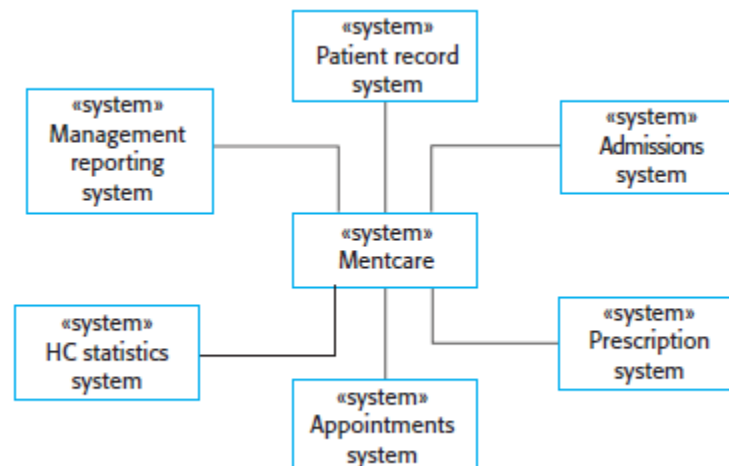 «system»
Patient record
system
«system»
Management
reporting
system
«system»
Admissions
system
«system»
Mentcare
«system»
HC statistics
system
«system»
Prescription
system
«system»
Appointments
system